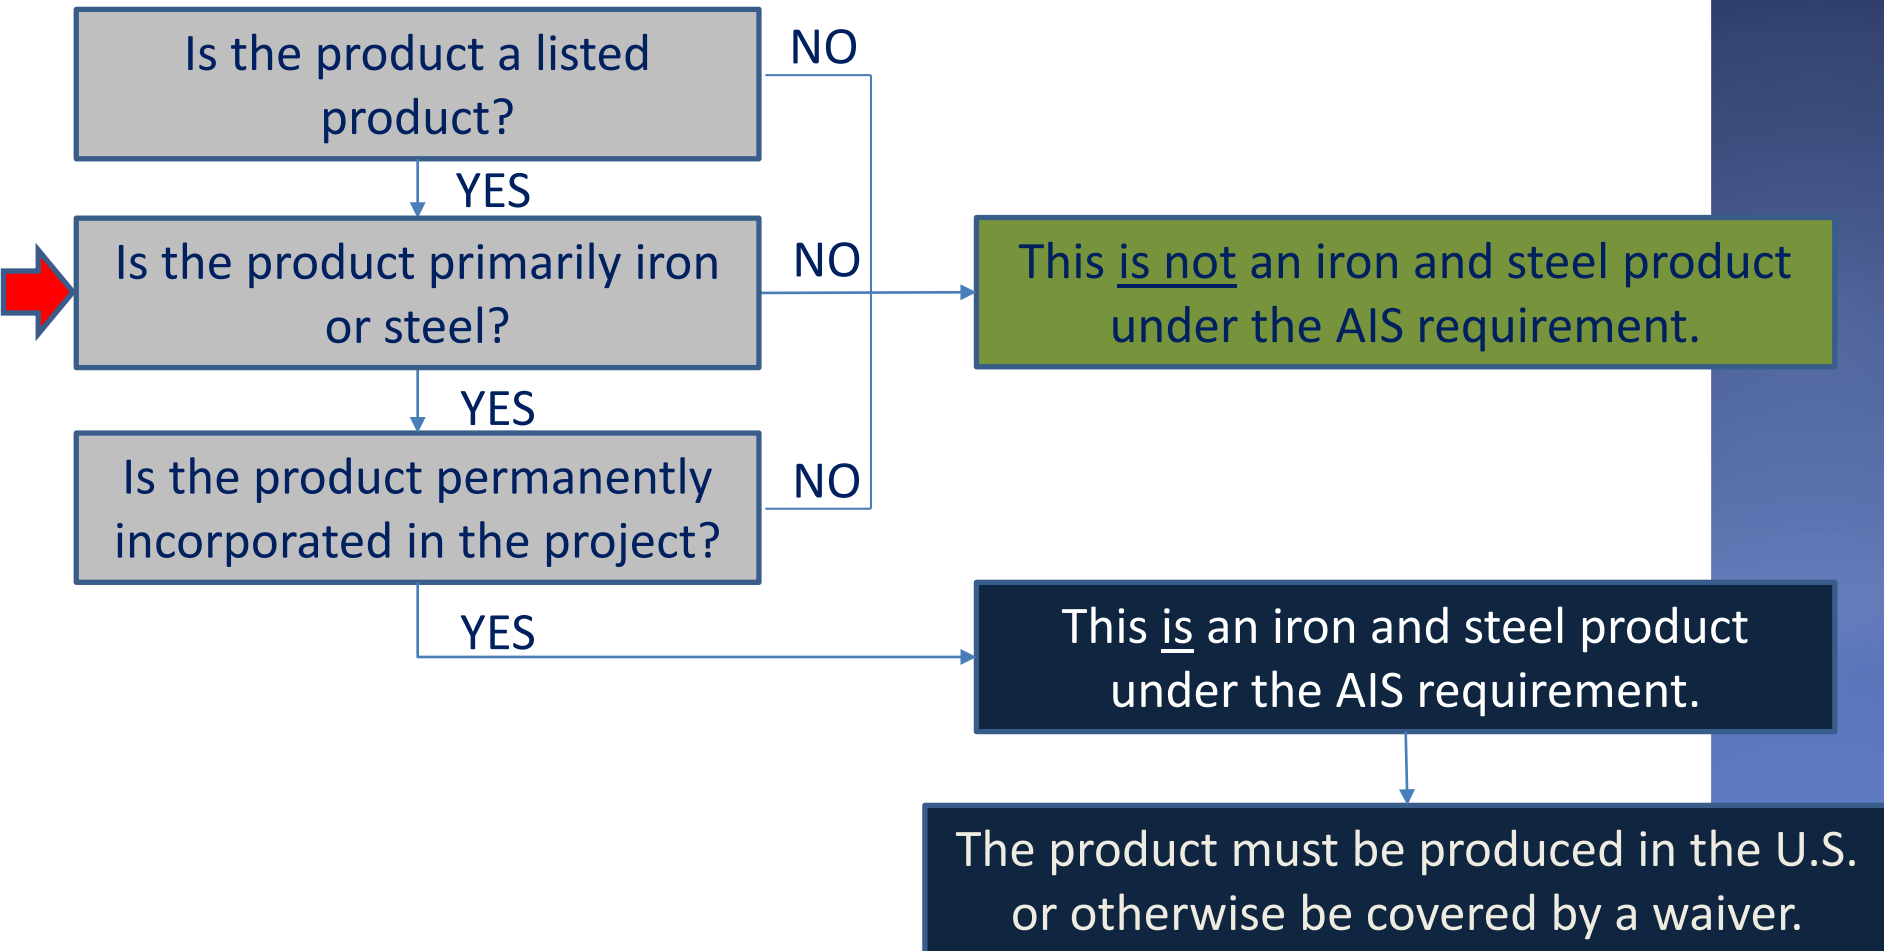 Is the product a listed
product?
NO
YES
Is the product primarily iron
or steel?
NO
This is not an iron and steel product
under the AIS requirement.
YES
Is the product permanently
incorporated in the project?
NO
YES
This is an iron and steel product
under the AIS requirement.
The product must be produced in the U.S.
or otherwise be covered by a waiver.